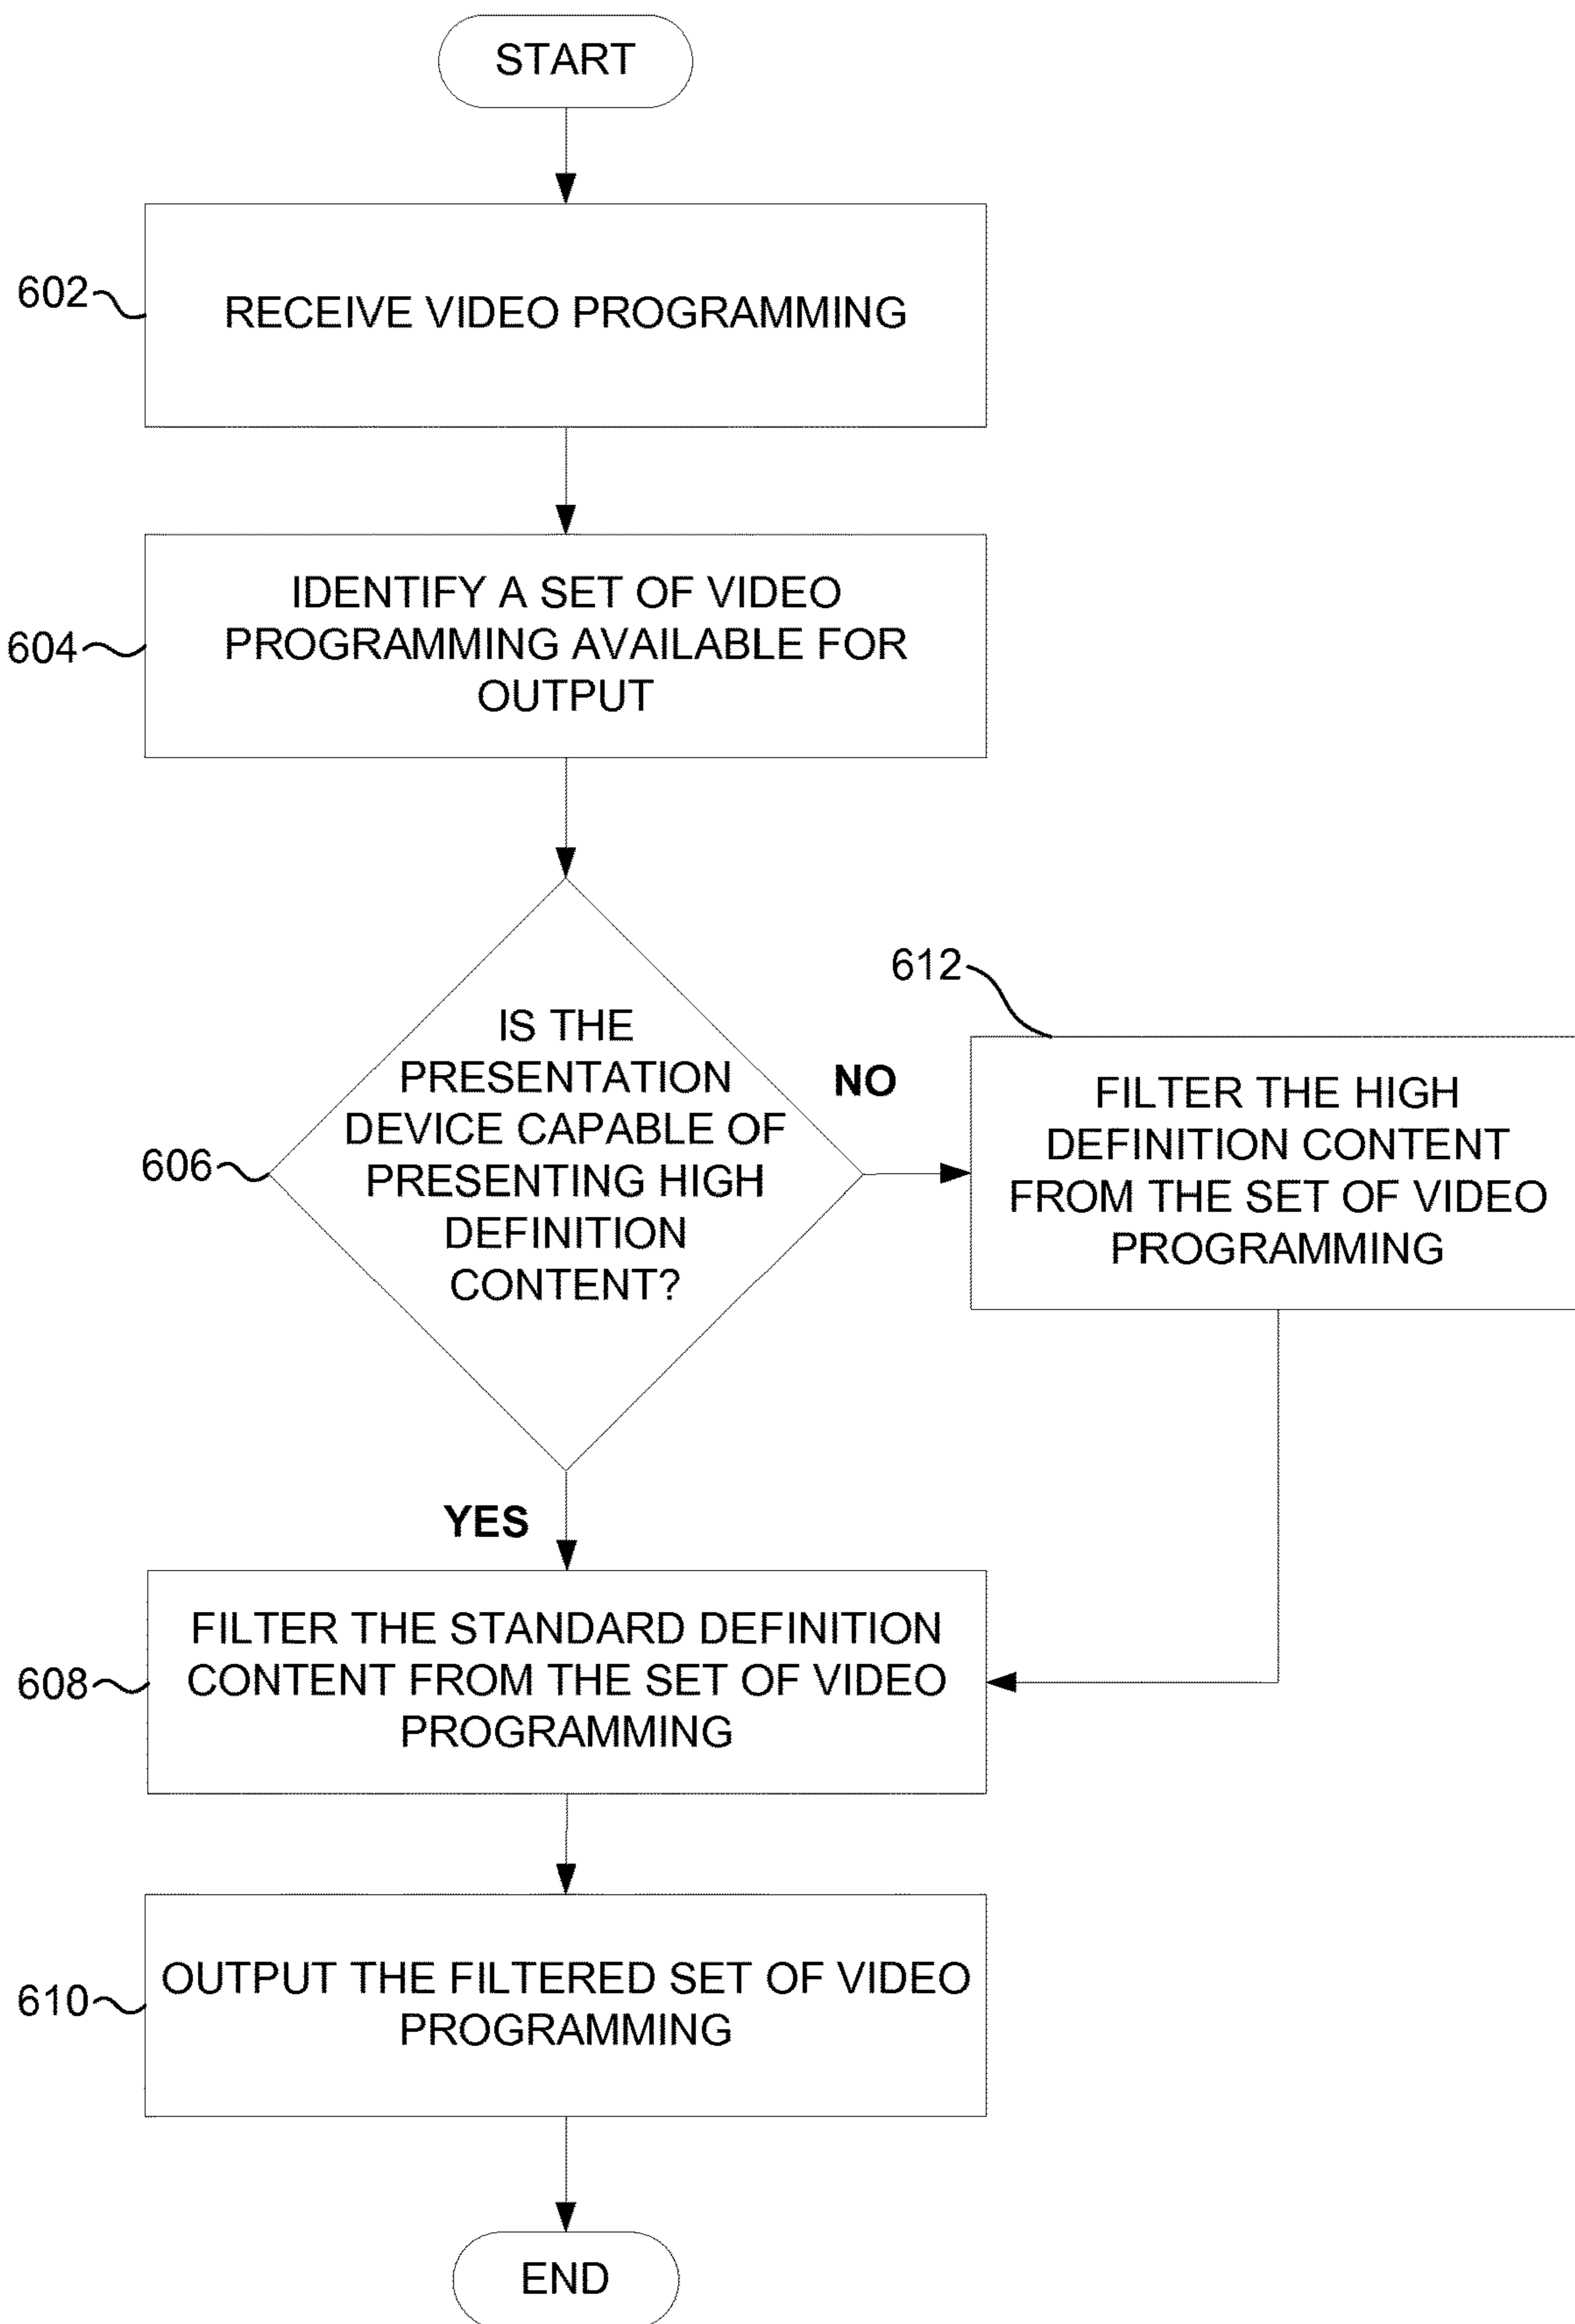 START
602
RECEIVE VIDEO PROGRAMMING
604
IDENTIFY A SET OF VIDEO
PROGRAMMING AVAILABLE FOR
OUTPUT
606
IS THE
PRESENTATION
DEVICE CAPABLE OF
PRESENTING HIGH
DEFINITION
CONTENT?
NO
612
FILTER THE HIGH
DEFINITION CONTENT
FROM THE SET OF VIDEO
PROGRAMMING
YES
608
FILTER THE STANDARD DEFINITION
CONTENT FROM THE SET OF VIDEO
PROGRAMMING
610
OUTPUT THE FILTERED SET OF VIDEO
PROGRAMMING
END